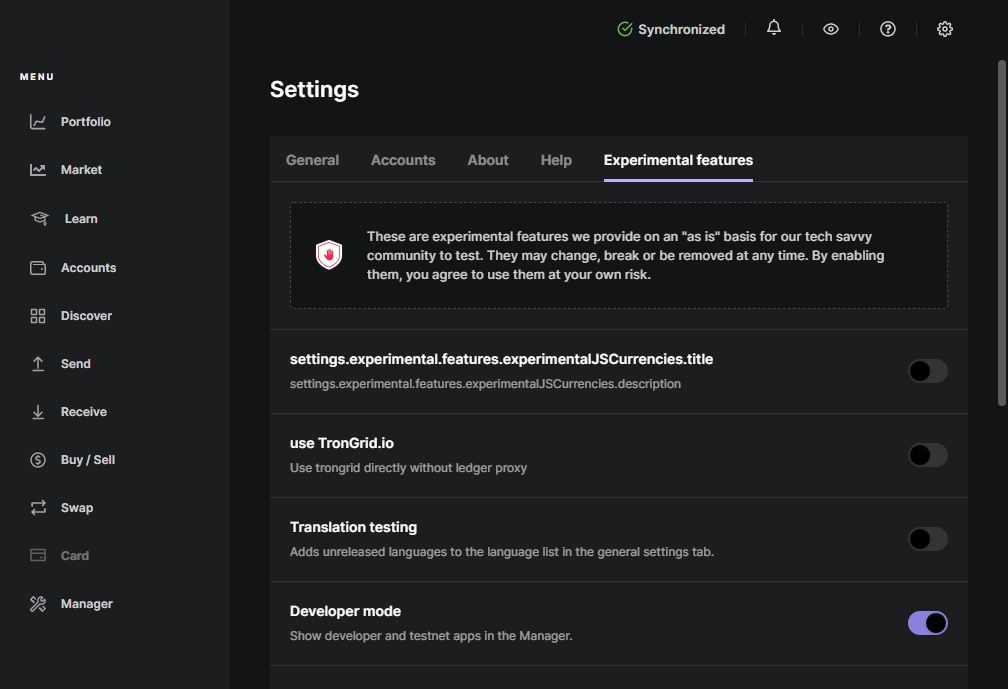 Synchronized
MENU
Portfolio
Market
Learn
Accounts
Discover
Send
Receive
Buy / Sell
Swap
Card
Manager
Settings
General
Accounts
About
Help
Experimental features
These are experimental features we provide on an "as is" basis for our tech savvy
community to test. They may change, break or be removed at any time. By enabling
them, you agree to use them at your own risk.
settings.experimental.features.experimentalJSCurrencies.title
settings.experimental.features.experimentalJSCurrencies.description
use TronGrid.io
Use trongrid directly without ledger proxy
Translation testing
Adds unreleased languages to the language list in the general settings tab.
Developer mode
Show developer and testnet apps in the Manager.